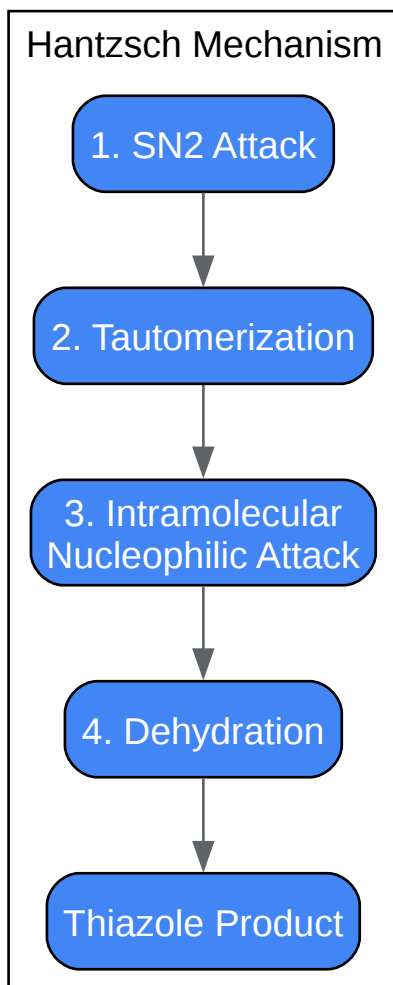 Hantzsch Mechanism
1. SN2 Attack
2. Tautomerization
3. Intramolecular
Nucleophilic Attack
4. Dehydration
Thiazole Product